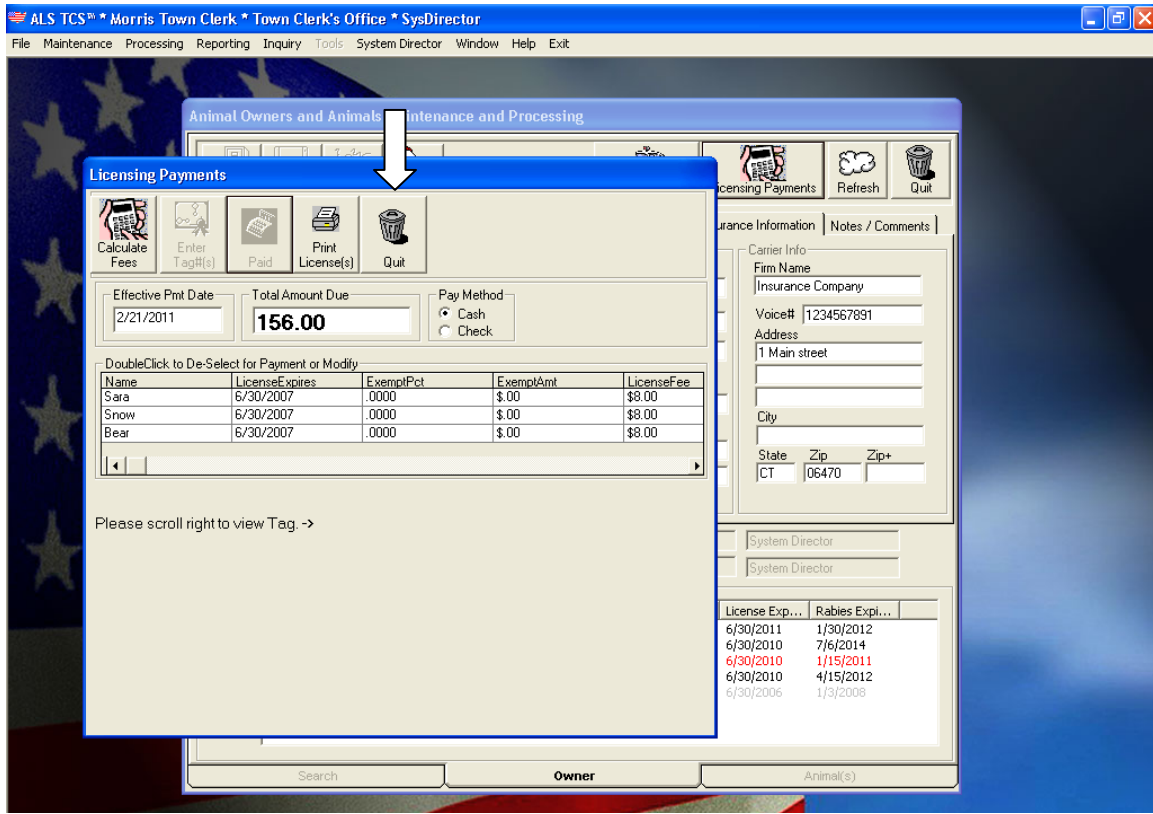 ALS TCS™ * Morris Town Clerk * Town Clerk's Office * SysDirector
File Maintenance Processing Reporting Inquiry Tools System Director Window Help Exit
Animal Owners and Animals and Processing
Licensing Payments
Calculate Fees
Enter Tag#(s)
Paid
Print License(s)
Quit
Payments
Refresh
Quit
Information
Notes / Comments
Effective Pmt Date
2/21/2011
Total Amount Due
156.00
Pay Method
Cash
Check
DoubleClick to De-Select for Payment or Modify
Name LicenseExpires ExemptPct ExemptAmt LicenseFee
Sara 6/30/2007 .0000 $.00 $8.00
Snow 6/30/2007 .0000 $.00 $8.00
Bear 6/30/2007 .0000 $.00 $8.00
Please scroll right to view Tag. ->
Carrier Info
Firm Name
Insurance Company
Voice# 1234567891
Address
1 Main street
City
State Zip Zip+
CT 06470
System Director
System Director
License Exp... Rabies Expi...
6/30/2011 1/30/2012
6/30/2010 7/6/2014
6/30/2010 1/15/2011
6/30/2010 4/15/2012
6/30/2006 1/3/2008
Search Owner Animal(s)